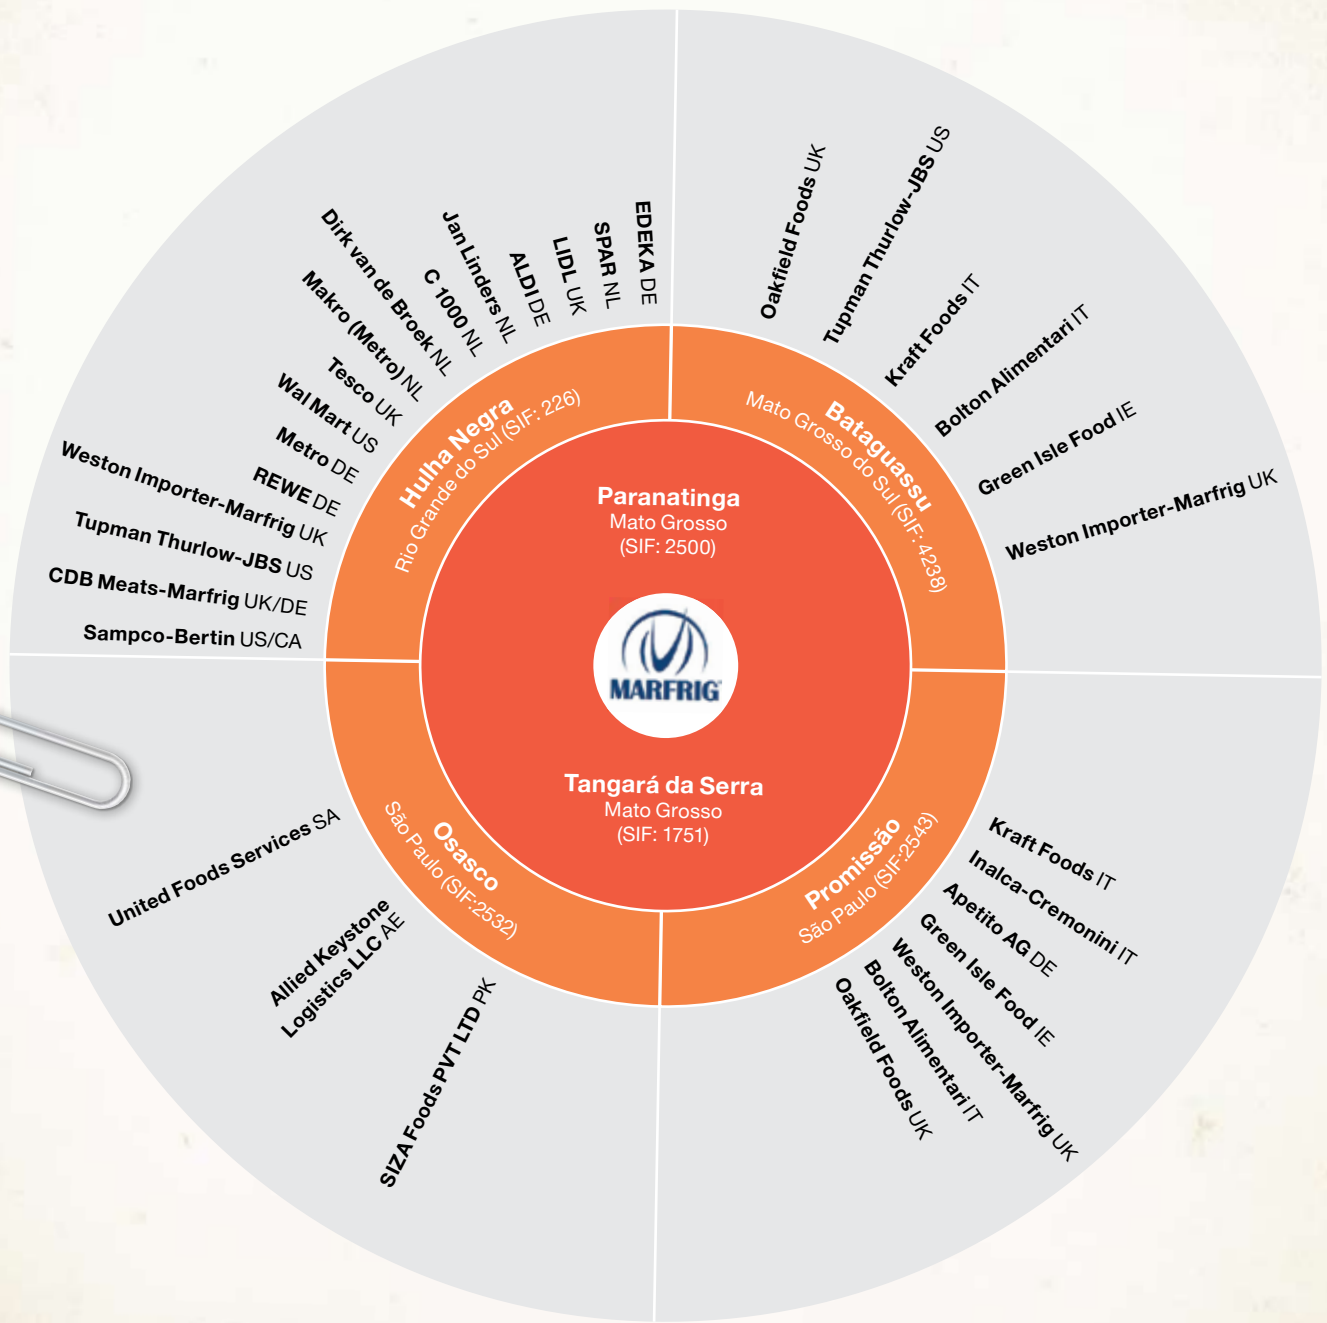 EDEKA DE
SPAR NL
LIDL UK
ALDI DE
Jan Linders NL
C 1000 NL
Dirk van de Broek NL
Makro (Metro) NL
Tesco UK
Wal Mart US
Metro DE
REWE DE
Weston Importer-Marfrig UK
Tupman Thurlow-JBS US
CDB Meats-Marfrig UK/DE
Sampco-Bertin US/CA
Hulha Negra
Rio Grande do Sul (SIF: 226)
Oakfield Foods UK
Tupman Thurlow-JBS US
Kraft Foods IT
Bolton Alimentari IT
Green Isle Food IE
Weston Importer-Marfrig UK
Bataguassu
Mato Grosso do Sul (SIF: 4238)
Paranatinga
Mato Grosso
(SIF: 2500)
MARFRIG
Tangará da Serra
Mato Grosso
(SIF: 1751)
Osasco
São Paulo (SIF:2532)
United Foods Services SA
Allied Keystone
Logistics LLC AE
SIZA Foods PVT LTD PK
Promissão
São Paulo (SIF:2543)
Kraft Foods IT
Inalca-Cremonini IT
Apetito AG DE
Green Isle Food IE
Weston Importer-Marfrig UK
Bolton Alimentari IT
Oakfield Foods UK